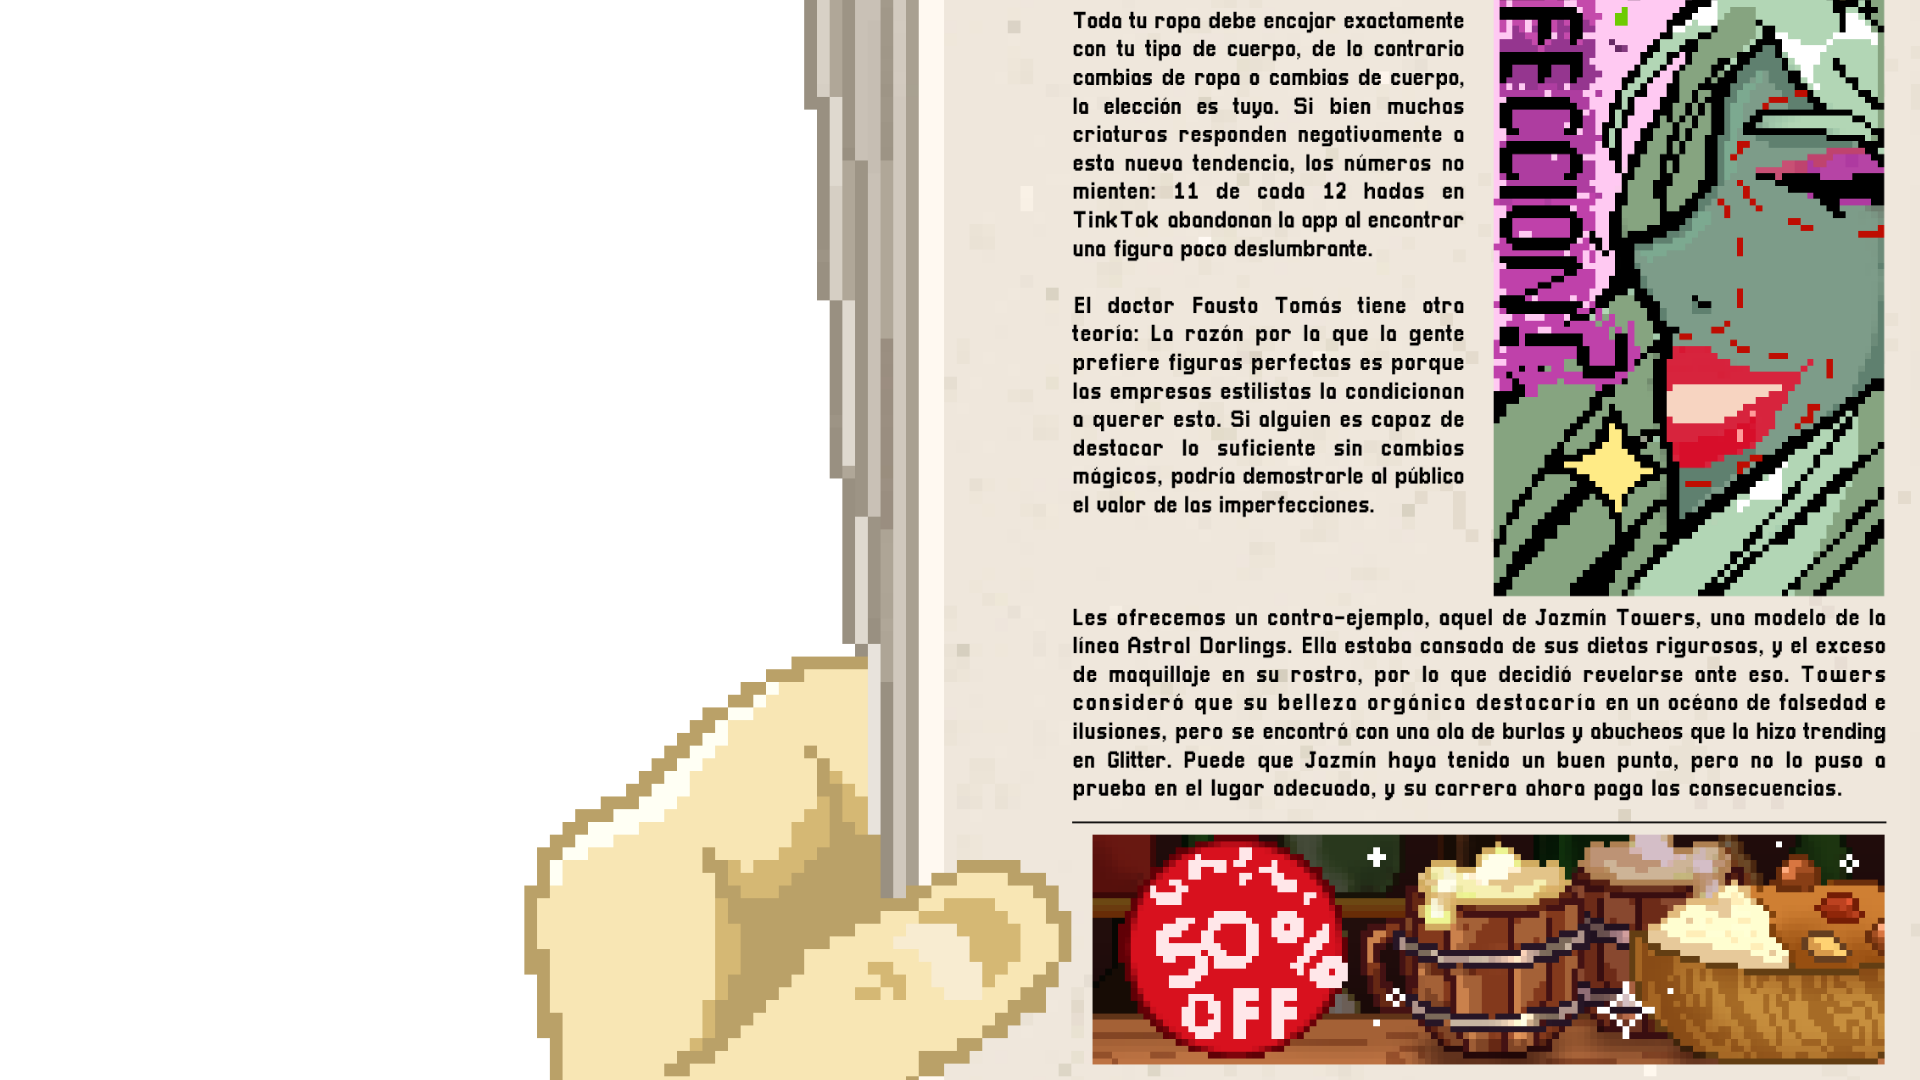 Toda tu ropa debe encajar exactamente
con tu tipo de cuerpo, de lo contrario
cambias de ropa o cambias de cuerpo,
la elección es tuya. Si bien muchas
criaturas responden negativamente a
esta nueva tendencia, los números no
mienten: 11 de cada 12 hadas en
TinkTok abandonan la app al encontrar
una figura poco deslumbrante.
El doctor Fausto Tomás tiene otra
teoría: La razón por la que la gente
prefiere figuras perfectas es porque
las empresas estilistas la condicionan
a querer esto. Si alguien es capaz de
destacar lo suficiente sin cambios
mágicos, podría demostrarle al público
el valor de las imperfecciones.
FECCION?
Les ofrecemos un contra-ejemplo, aquel de Jazmín Towers, una modelo de la
línea Astral Darlings. Ella estaba cansada de sus dietas rigurosas, y el exceso
de maquillaje en su rostro, por lo que decidió revelarse ante eso. Towers
consideró que su belleza orgánica destacaría en un océano de falsedad e
ilusiones, pero se encontró con una ola de burlas y abucheos que la hizo trending
en Glitter. Puede que Jazmín haya tenido un buen punto, pero no lo puso a
prueba en el lugar adecuado, y su carrera ahora paga las consecuencias.
50%
OFF